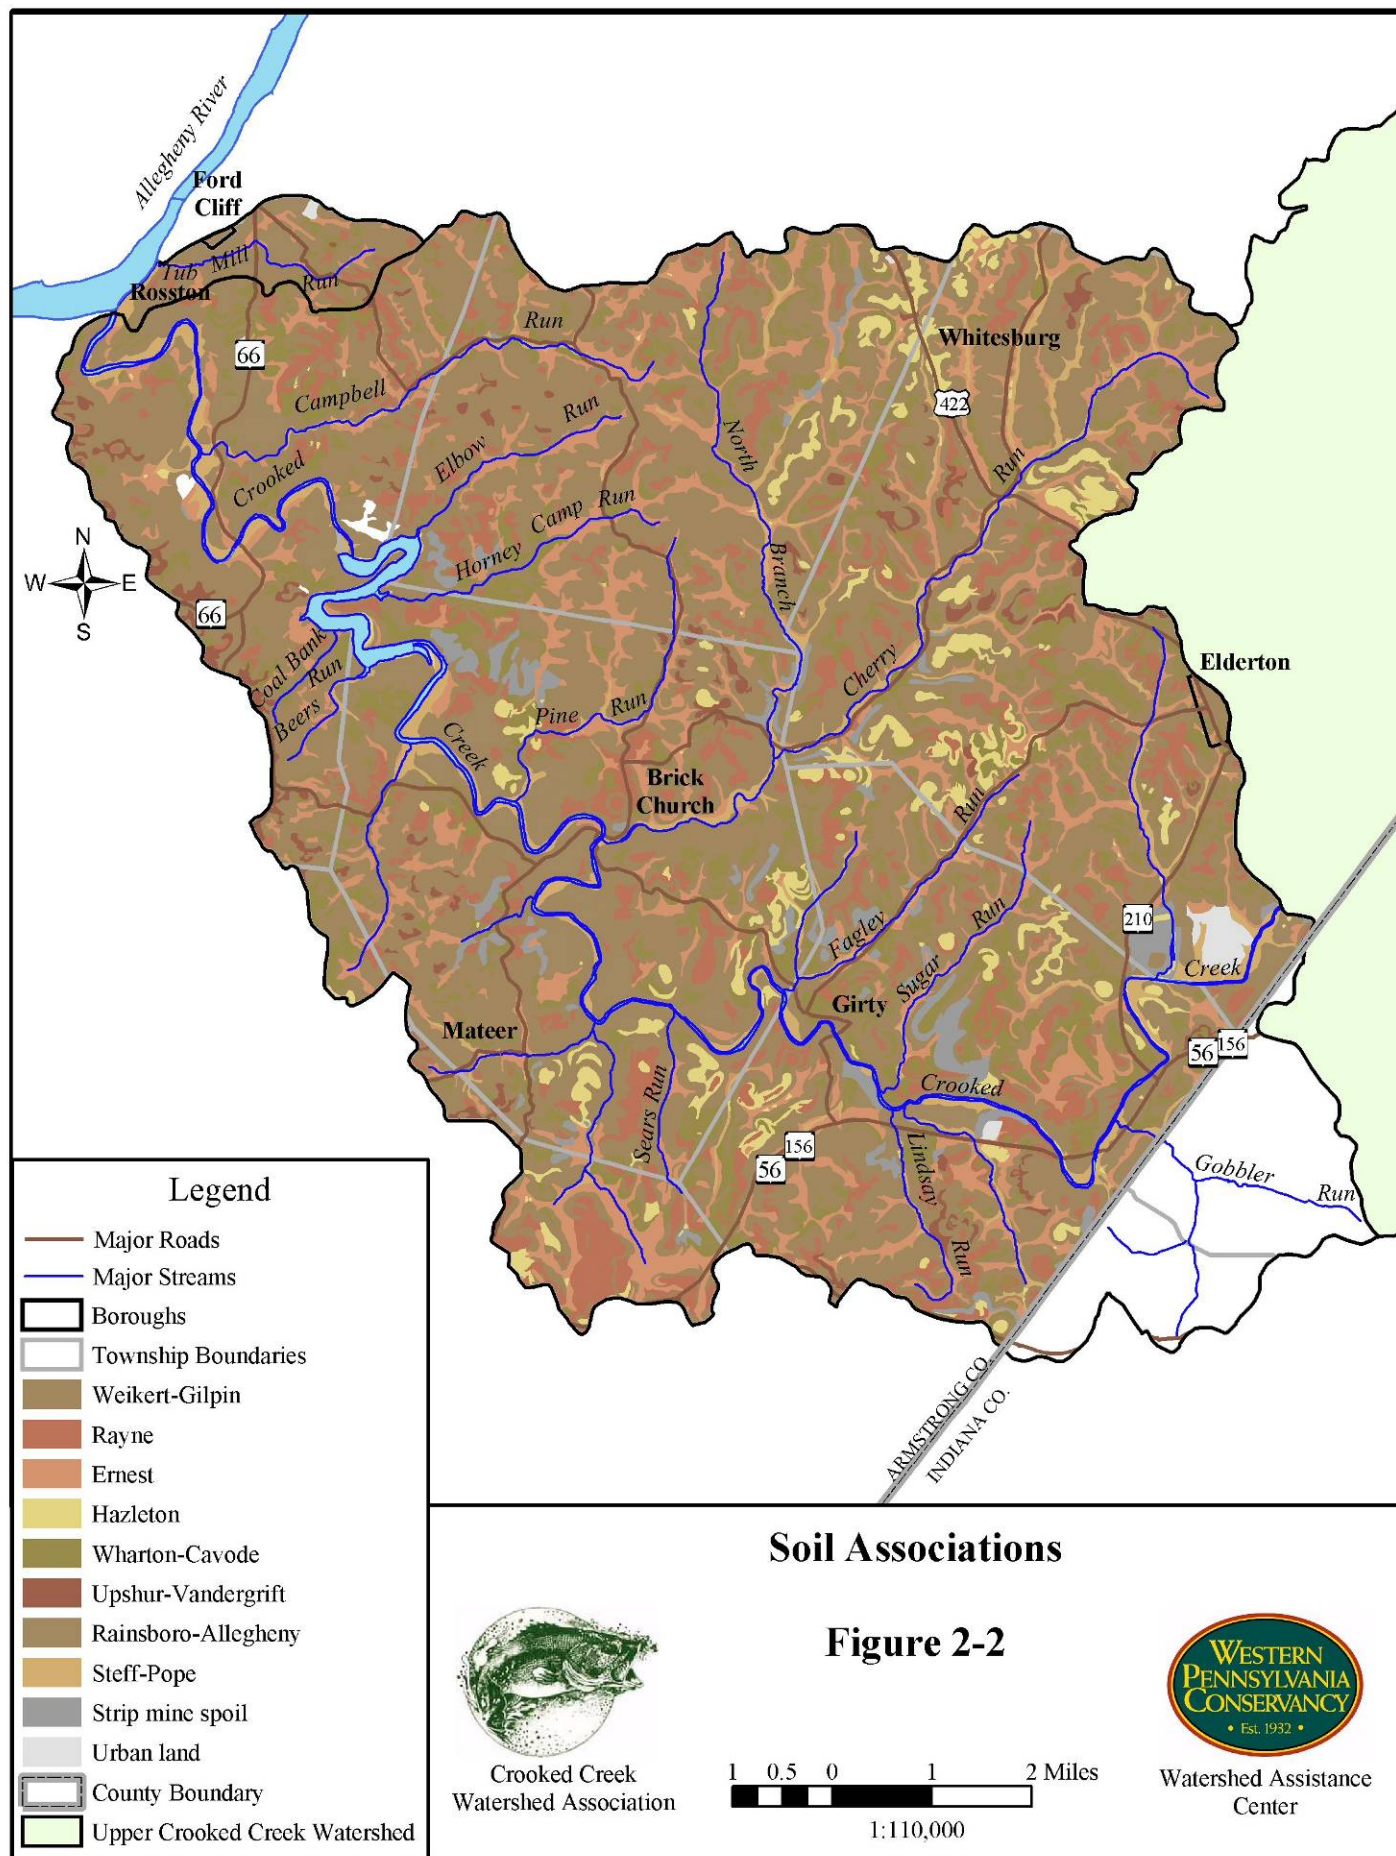 Allegheny River
Ford
Cliff
Tub Mill
Run
Rosston
66
Campbell
Run
Whitesburg
422
North
Branch
Crooked
Elbow
Run
Run
Horney Camp Run
N
W E
S
66
Coal Bank
Beers Run
Cherry
Elderton
Creek
Pine Run
Brick
Church
Run
Fagley
Sugar Run
210
Creek
Girty
Mateer
56
156
Crooked
Sears Run
156
56
Lindsay
Run
Gobbler
Run
ARMSTRONG CO.
INDIANA CO.
Legend
Major Roads
Major Streams
Boroughs
Township Boundaries
Weikert-Gilpin
Rayne
Ernest
Hazleton
Wharton-Cavode
Upshur-Vandergrift
Rainsboro-Allegheny
Steff-Pope
Strip mine spoil
Urban land
County Boundary
Upper Crooked Creek Watershed
Soil Associations
Figure 2-2
Crooked Creek
Watershed Association
1 0.5 0 1 2 Miles
1:110,000
WESTERN
PENNSYLVANIA
CONSERVANCY
• Est. 1932 •
Watershed Assistance
Center